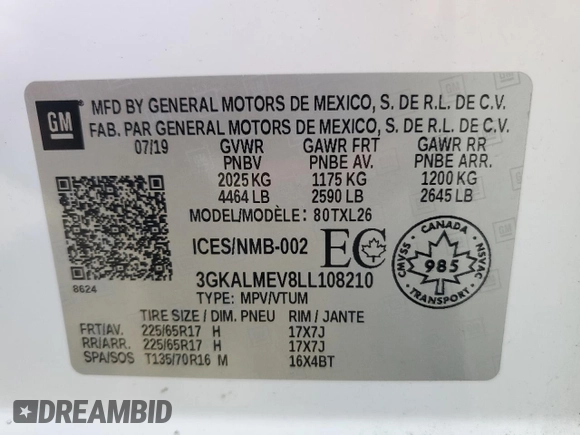 GM
MFD BY GENERAL MOTORS DE MEXICO, S. DE R.L. DE C.V.
FAB. PAR GENERAL MOTORS DE MEXICO, S. DE R.L. DE C.V.
07/19 GVWR GAWR FRT GAWR RR
PNBV PNBE AV. PNBE ARR.
2025 KG 1175 KG 1200 KG
4464 LB 2590 LB 2645 LB
MODEL/MODÈLE: 80TXL26
ICES/NMB-002 EC
CANADA
CMVSS 985 NSVAC
TRANSPORT
3GKALMEV8LL108210
8624
TYPE: MPV/VTUM
TIRE SIZE / DIM. PNEU RIM / JANTE
FRT/AV. 225/65R17 H 17X7J
RR/ARR. 225/65R17 H 17X7J
SPA/SOS T135/70R16 M 16X4BT
DREAMBID